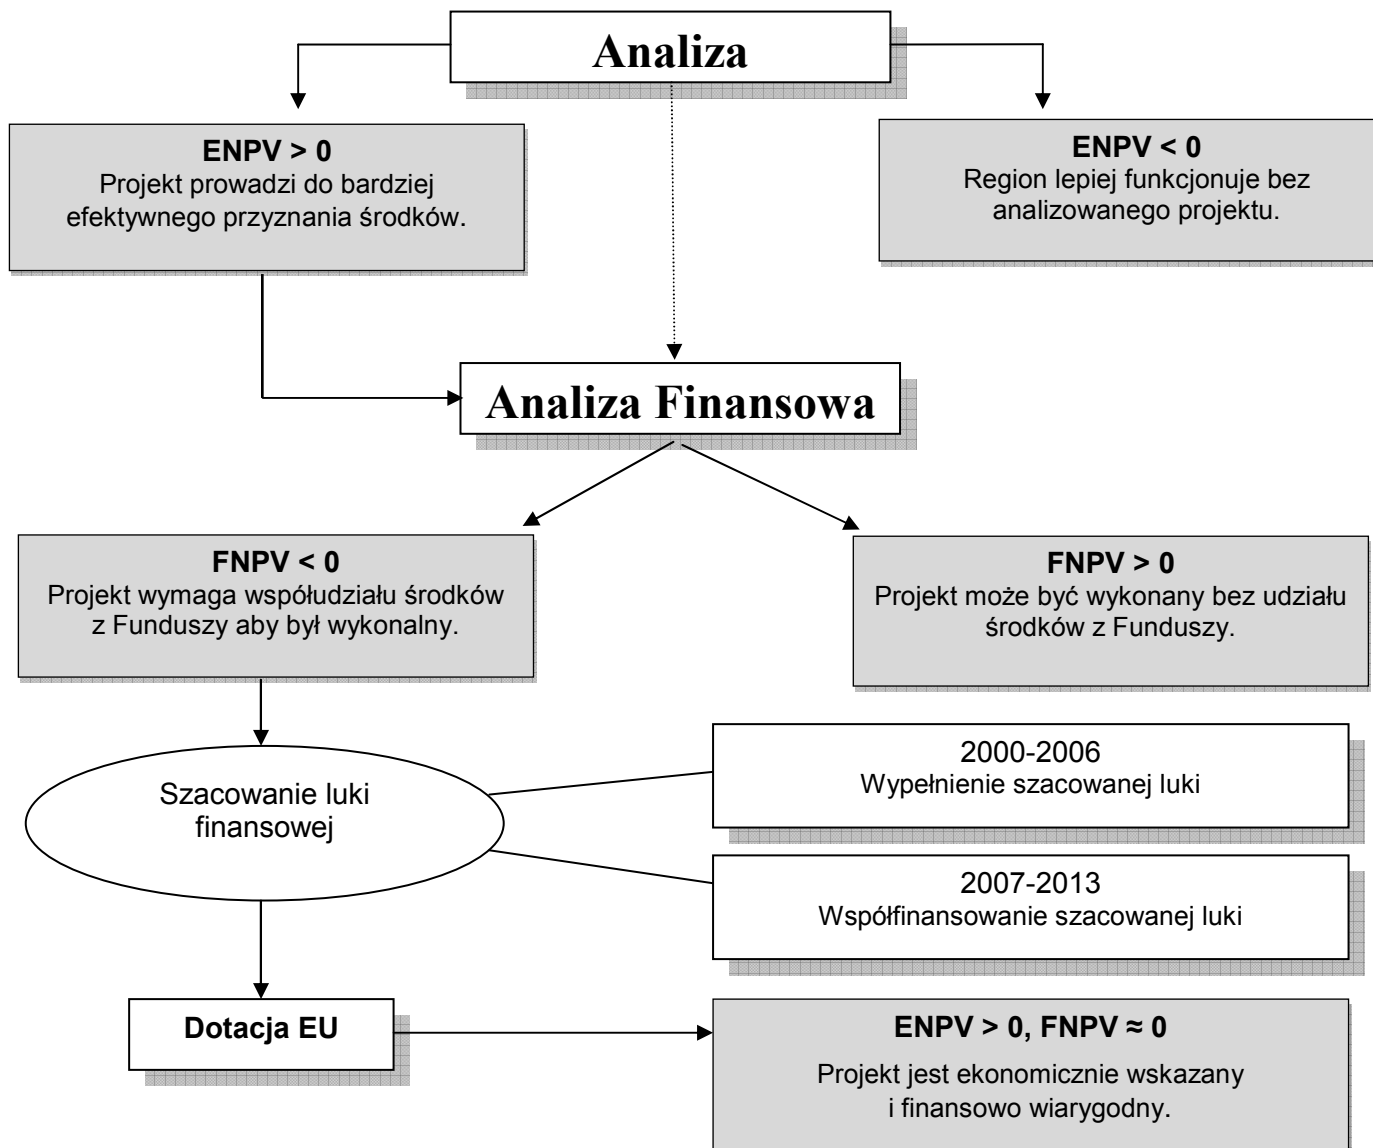 Analiza
ENPV > 0
Projekt prowadzi do bardziej
efektywnego przyznania środków.
ENPV < 0
Region lepiej funkcjonuje bez
analizowanego projektu.
Analiza Finansowa
FNPV < 0
Projekt wymaga współudziału środków
z Funduszy aby był wykonalny.
FNPV > 0
Projekt może być wykonany bez udziału
środków z Funduszy.
Szacowanie luki
finansowej
2000-2006
Wypełnienie szacowanej luki
2007-2013
Współfinansowanie szacowanej luki
Dotacja EU
ENPV > 0, FNPV ≈ 0
Projekt jest ekonomicznie wskazany
i finansowo wiarygodny.